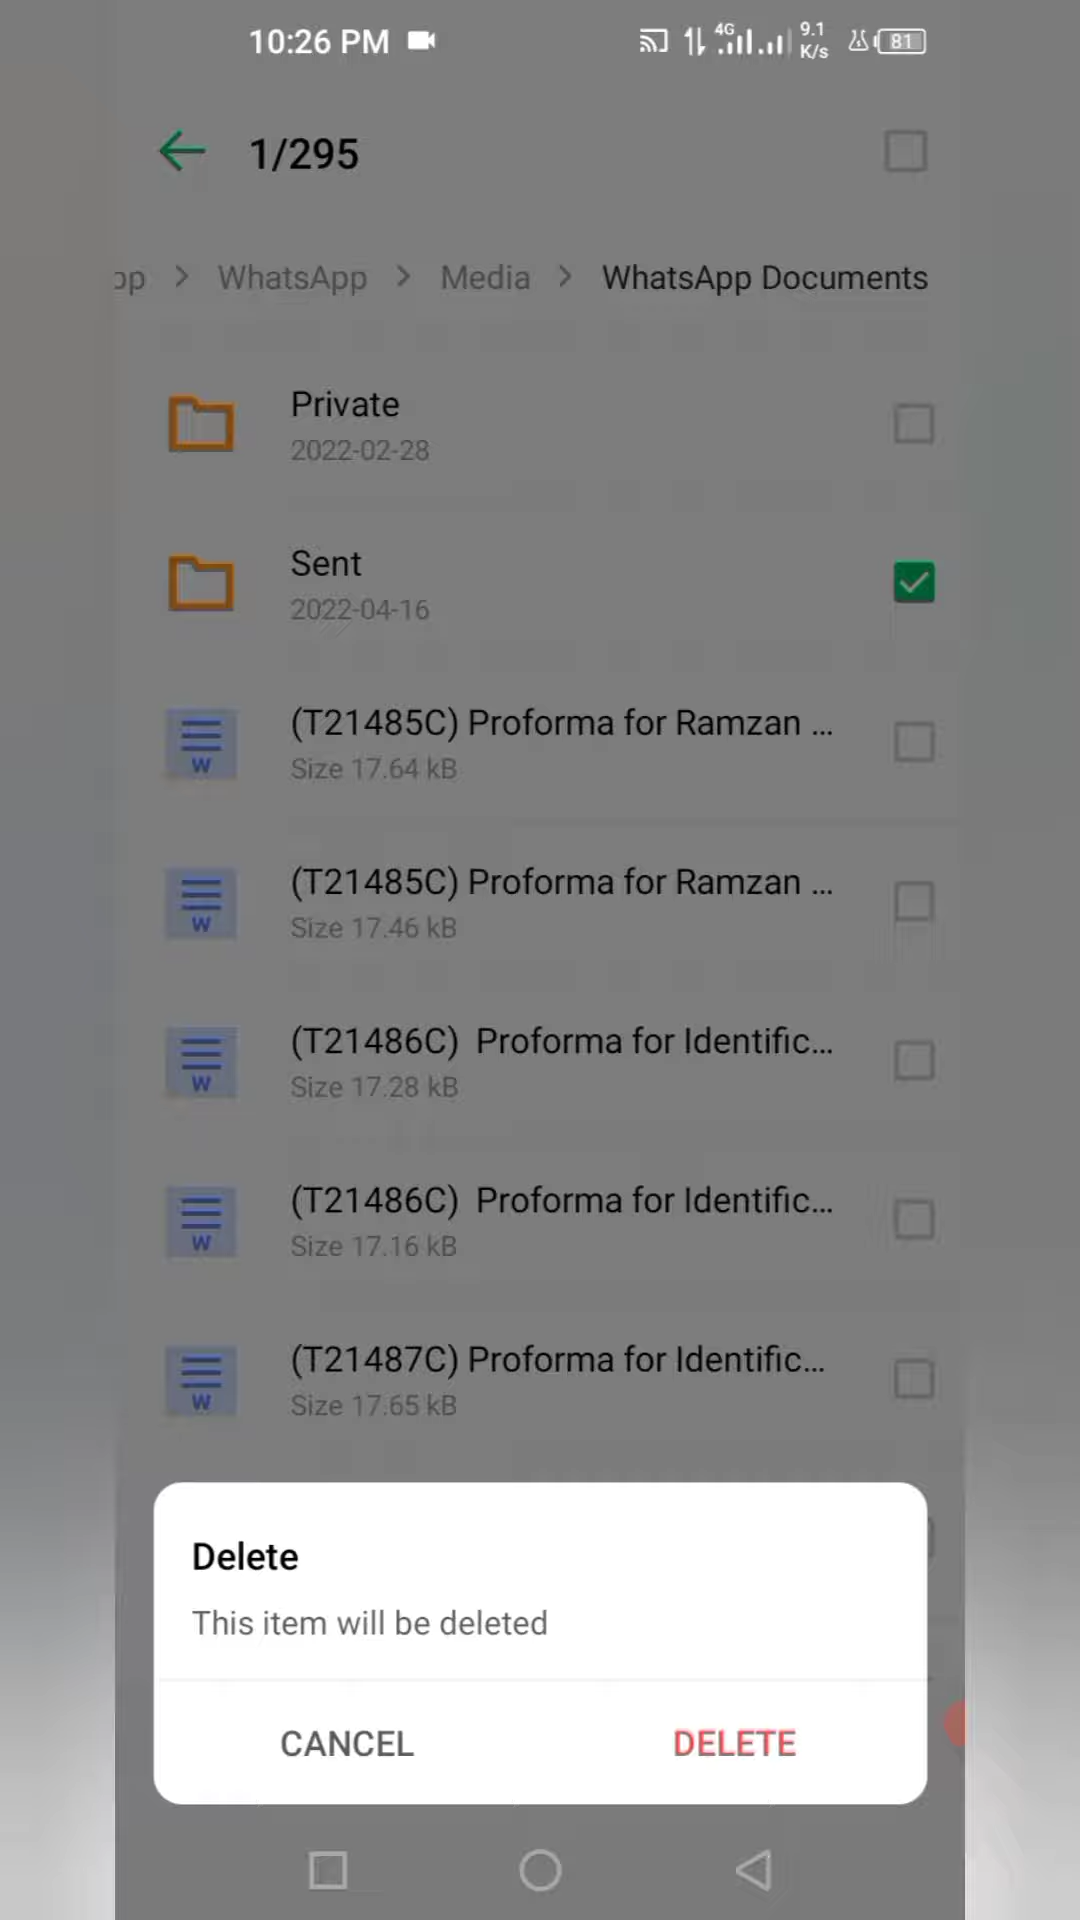 10:26 PM 4G 9.1 K/s 81
1/295
pp > WhatsApp > Media > WhatsApp Documents
Private
2022-02-28
Sent
2022-04-16
(T21485C) Proforma for Ramzan ...
W
Size 17.64 kB
(T21485C) Proforma for Ramzan ...
W
Size 17.46 kB
(T21486C)  Proforma for Identific...
W
Size 17.28 kB
(T21486C)  Proforma for Identific...
W
Size 17.16 kB
(T21487C) Proforma for Identific...
W
Size 17.65 kB
Delete
This item will be deleted
CANCEL DELETE